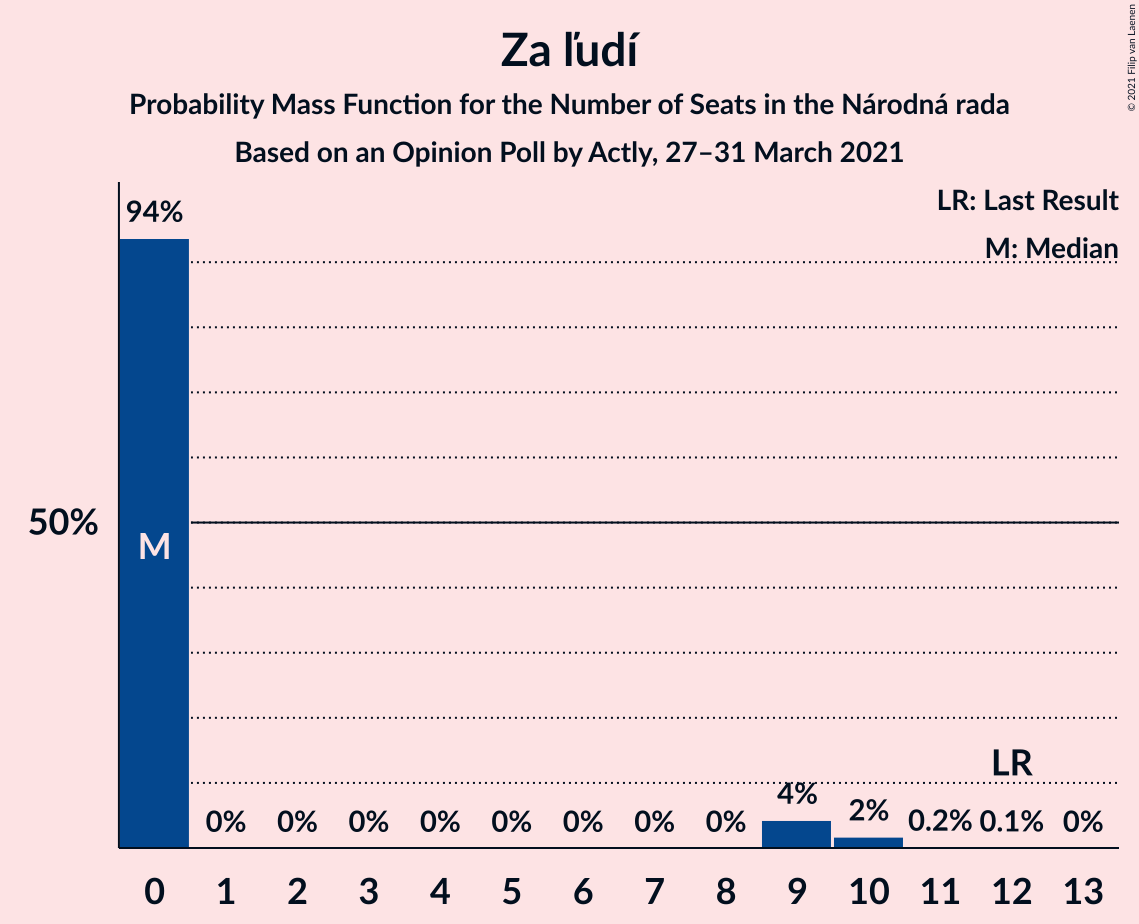 Za ľudí
Probability Mass Function for the Number of Seats in the Národná rada
Based on an Opinion Poll by Actly, 27–31 March 2021
© 2021 Filip van Laenen
LR: Last Result
M: Median
94%
50%
M
LR
0% 0% 0% 0% 0% 0% 0% 0% 4% 2% 0.2% 0.1% 0%
0 1 2 3 4 5 6 7 8 9 10 11 12 13